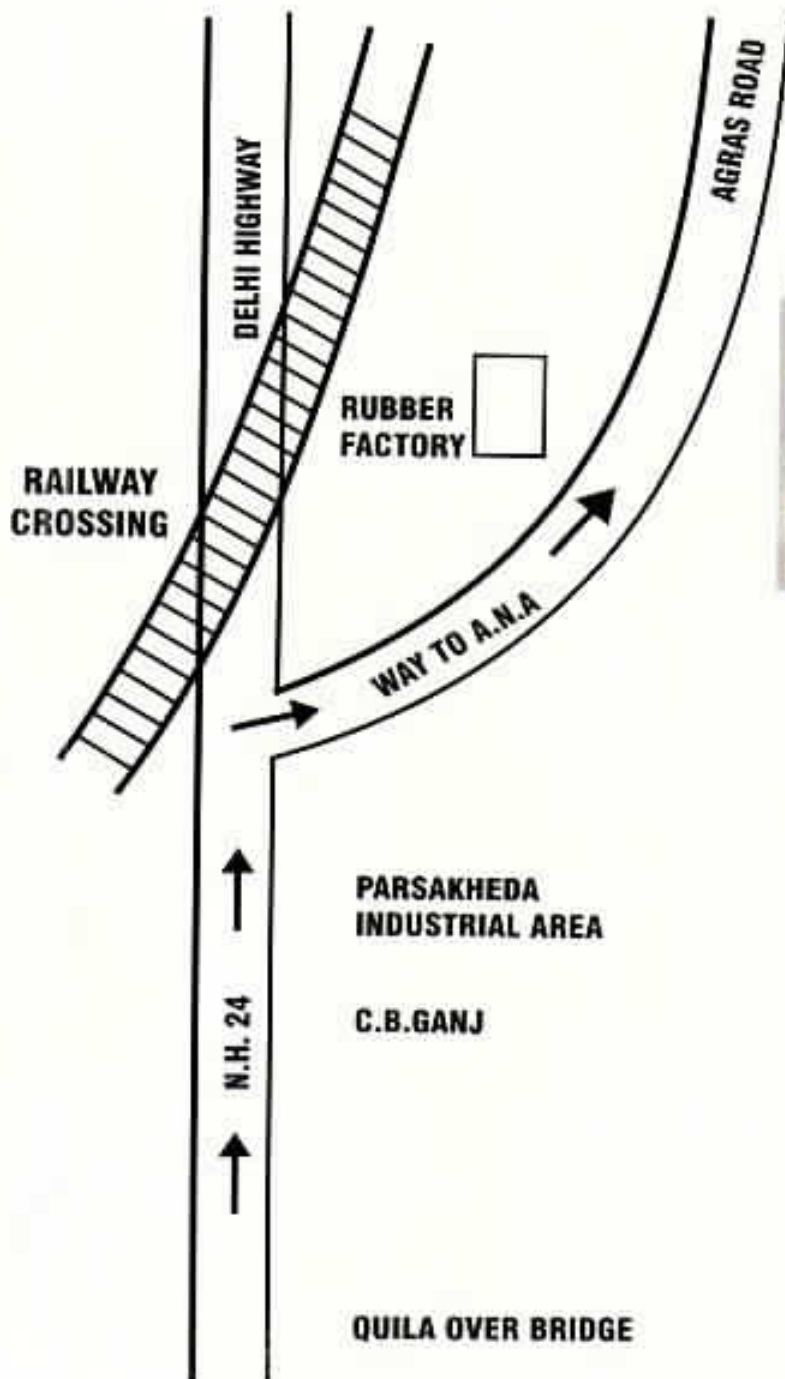 AGRAS ROAD
DELHI HIGHWAY
RUBBER
FACTORY
RAILWAY
CROSSING
WAY TO A.N.A
PARSAKHEDA
INDUSTRIAL AREA
N.H. 24
C.B.GANJ
QUILA OVER BRIDGE